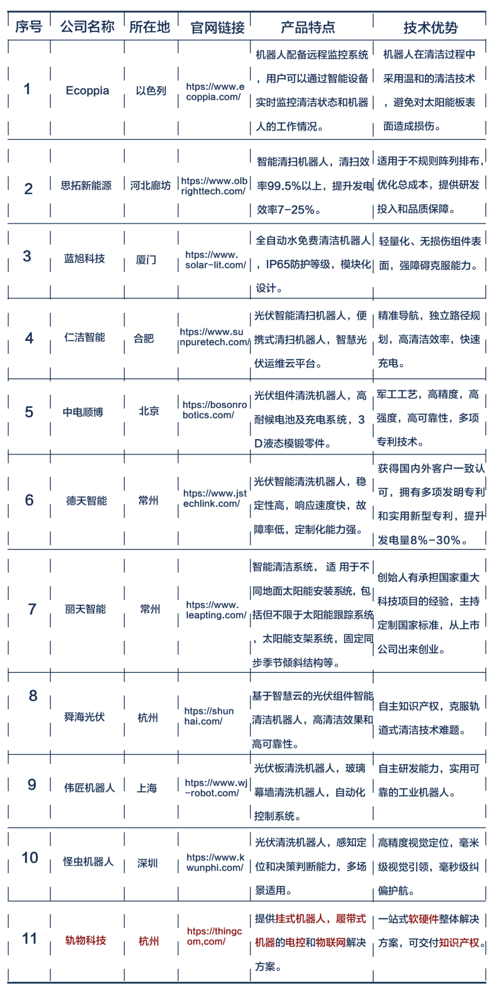 序号 公司名称 所在地 官网链接 产品特点 技术优势
1
Ecoppia
以色列
htps://www.e
coppia.com/
机器人配备远程监控系统
，用户可以通过智能设备
实时监控清洁状态和机器
人的工作情况。
机器人在清洁过程中
采用温和的清洁技术
，避免对太阳能板表
面造成损伤。
2
思拓新能源
河北廊坊
htps://www.olb
righttech.com/
智能清扫机器人，清扫效
率99.5%以上，提升发电
效率7-25%。
适用于不规则阵列排布，
优化总成本，提供研发
投入和品质保障。
3
蓝旭科技
厦门
htps://www.
solar-lit.com/
全自动水免费清洁机器人
，IP65防护等级，模块化
设计。
轻量化、无损伤组件表
面，强障碍克服能力。
4
仁洁智能
合肥
htps://www.su
npuretech.com/
光伏智能清扫机器人，便
携式清扫机器人，智慧光
伏运维云平台。
精准导航，独立路径规
划，高清洁效率，快速
充电。
5
中电顺博
北京
htps://bosonro
botics.com/
光伏组件清洗机器人，高
耐候电池及充电系统，3
D液态模锻零件。
军工工艺，高精度，高
强度，高可靠性，多项
专利技术。
6
德天智能
常州
htps://www.jst
echlink.com/
光伏智能清洗机器人，稳
定性高，响应速度快，故
障率低，定制化能力强。
获得国内外客户一致认
可，拥有多项发明专利
和实用新型专利，提升
发电量8%-30%。
7
丽天智能
常州
htps://www.
leapting.com/
智能清洁系统， 适 用于不
同地面太阳能安装系统，包
括但不限于太阳能跟踪系统
，太阳能支架系统，固定同
步季节倾斜结构等。
创始人有承担国家重大
科技项目的经验，主持
定制国家标准，从上市
公司出来创业。
8
舜海光伏
杭州
htps://shun
hai.com/
基于智慧云的光伏组件智能
清洁机器人，高清洁效果和
高可靠性。
自主知识产权，克服轨
道式清洁技术难题。
9
伟匠机器人
上海
htps://www.wj
-robot.com/
光伏板清洗机器人，玻璃
幕墙清洗机器人，自动化
控制系统。
自主研发能力，实用可
靠的工业机器人。
10
怪虫机器人
深圳
htps://www.k
wunphi.com/
光伏清洗机器人，感知定
位和决策判断能力，多场
景适用。
高精度视觉定位，毫米
级视觉引领，毫秒级纠
偏护航。
11
轨物科技
杭州
htps://thingc
om,com/
提供挂式机器人，履带式
机器的电控和物联网解决
方案。
一站式软硬件整体解决
方案，可交付知识产权。